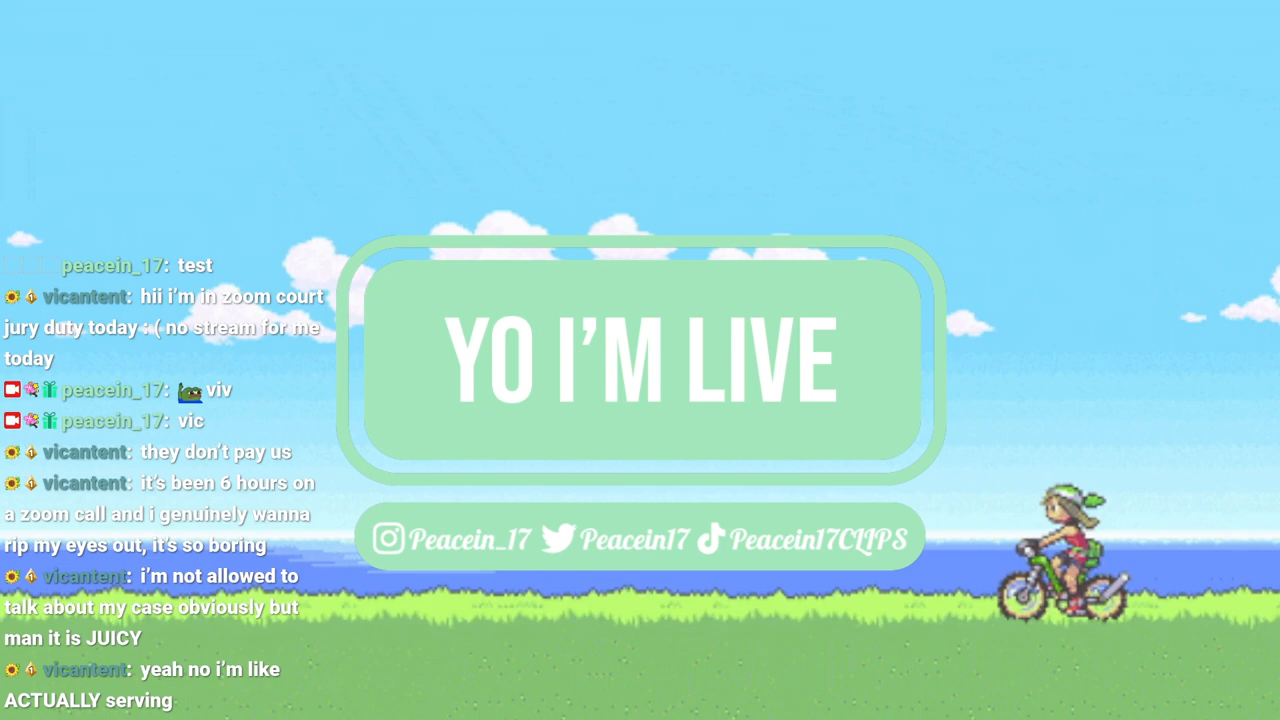 peacein_17: test
vicantent: hii i'm in zoom court
jury duty today : ( no stream for me
today
peacein_17: viv
peacein_17: vic
vicantent: they don't pay us
vicantent: it's been 6 hours on
a zoom call and i genuinely wanna
rip my eyes out, it's so boring
vicantent: i'm not allowed to
talk about my case obviously but
man it is JUICY
vicantent: yeah no i'm like
ACTUALLY serving
YO I'M LIVE
Peacein_17 Peacein17 Peacein17CLIPS